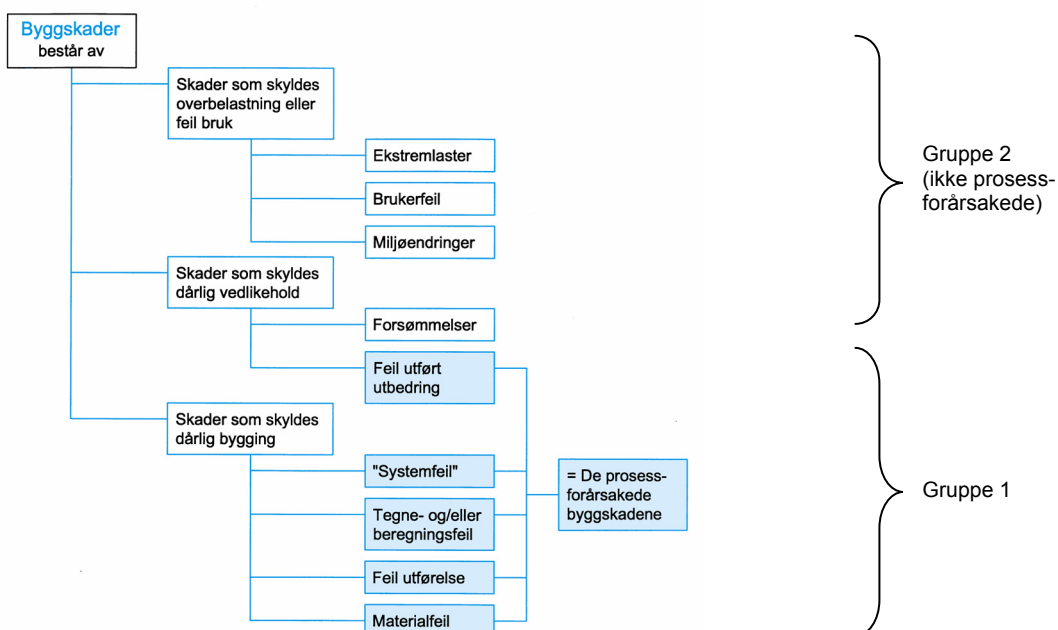 Byggskader
består av
Skader som skyldes
overbelastning eller
feil bruk
Ekstremlaster
Brukerfeil
Miljøendringer
Skader som skyldes
dårlig vedlikehold
Forsømmelser
Feil utført
utbedring
Skader som skyldes
dårlig bygging
"Systemfeil"
Tegne- og/eller
beregningsfeil
Feil utførelse
Materialfeil
= De prosess-
forårsakede
byggskadene
Gruppe 2
(ikke prosess-
forårsakede)
Gruppe 1